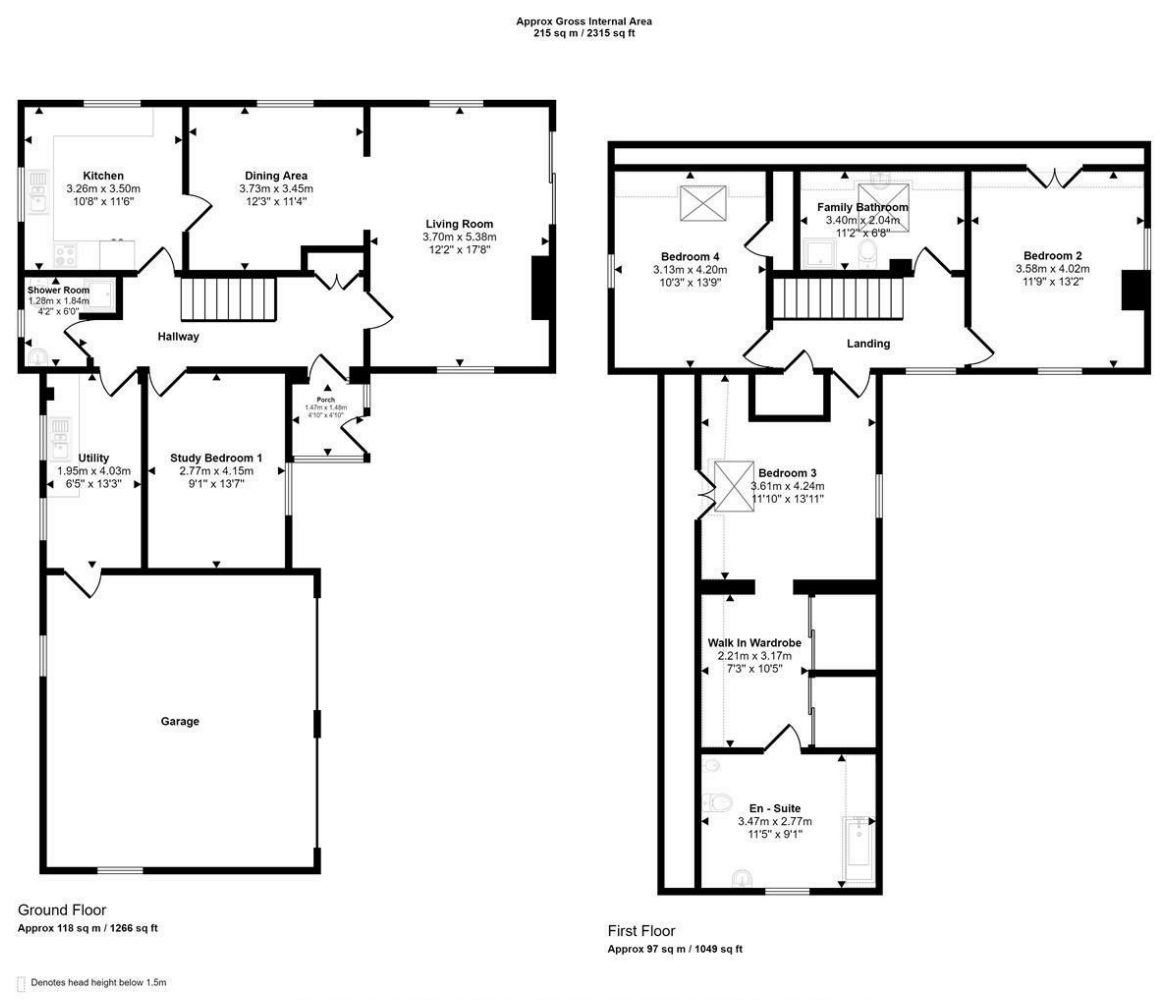 Approx Gross Internal Area
215 sq m / 2315 sq ft
Kitchen
3.26m x 3.50m
10'8" x 11'6"
Dining Area
3.73m x 3.45m
12'3" x 11'4"
Living Room
3.70m x 5.38m
12'2" x 17'8"
Shower Room
1.28m x 1.84m
4'2" x 6'0"
Hallway
Porch
1.47m x 1.48m
4'10" x 4'10"
Utility
1.95m x 4.03m
6'5" x 13'3"
Study Bedroom 1
2.77m x 4.15m
9'1" x 13'7"
Garage
Ground Floor
Approx 118 sq m / 1266 sq ft
Denotes head height below 1.5m
Bedroom 4
3.13m x 4.20m
10'3" x 13'9"
Family Bathroom
3.40m x 2.04m
11'2" x 6'8"
Bedroom 2
3.58m x 4.02m
11'9" x 13'2"
Landing
Bedroom 3
3.61m x 4.24m
11'10" x 13'11"
Walk In Wardrobe
2.21m x 3.17m
7'3" x 10'5"
En - Suite
3.47m x 2.77m
11'5" x 9'1"
First Floor
Approx 97 sq m / 1049 sq ft